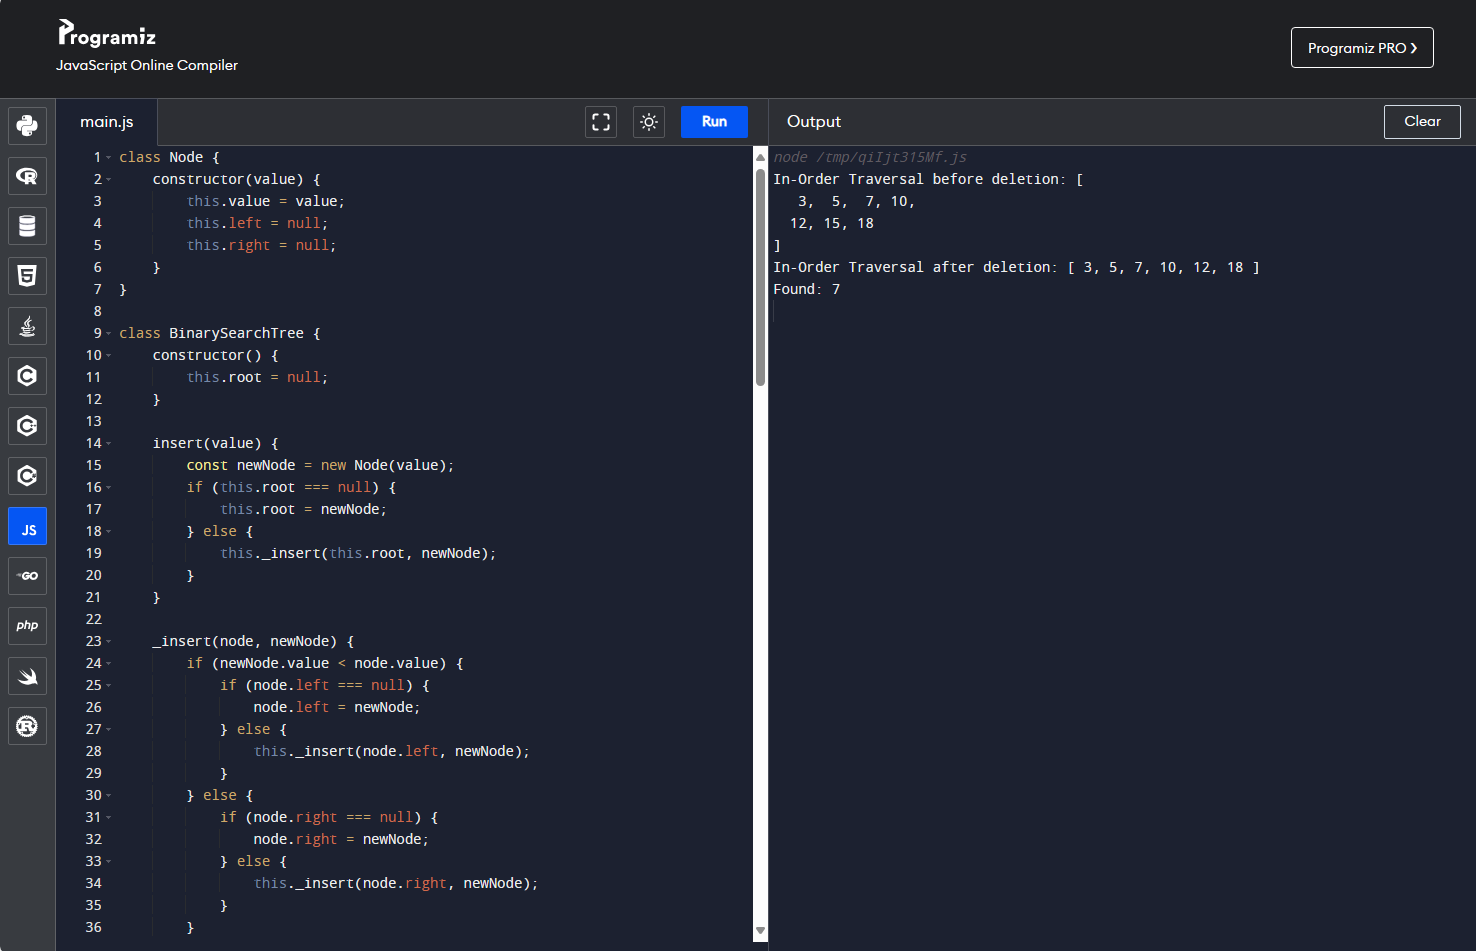 Programiz
JavaScript Online Compiler
Programiz PRO ❯
main.js
Run
Output
Clear
1 class Node {
2     constructor(value) {
3         this.value = value;
4         this.left = null;
5         this.right = null;
6     }
7 }
8
9 class BinarySearchTree {
10     constructor() {
11         this.root = null;
12     }
13
14     insert(value) {
15         const newNode = new Node(value);
16         if (this.root === null) {
17             this.root = newNode;
18         } else {
19             this._insert(this.root, newNode);
20         }
21     }
22
23     _insert(node, newNode) {
24         if (newNode.value < node.value) {
25             if (node.left === null) {
26                 node.left = newNode;
27             } else {
28                 this._insert(node.left, newNode);
29             }
30         } else {
31             if (node.right === null) {
32                 node.right = newNode;
33             } else {
34                 this._insert(node.right, newNode);
35             }
36         }
node /tmp/qiIjt315Mf.js
In-Order Traversal before deletion: [
   3,  5,  7, 10,
  12, 15, 18
]
In-Order Traversal after deletion: [ 3, 5, 7, 10, 12, 18 ]
Found: 7
R
5
C
C
C
JS
GO
php
R